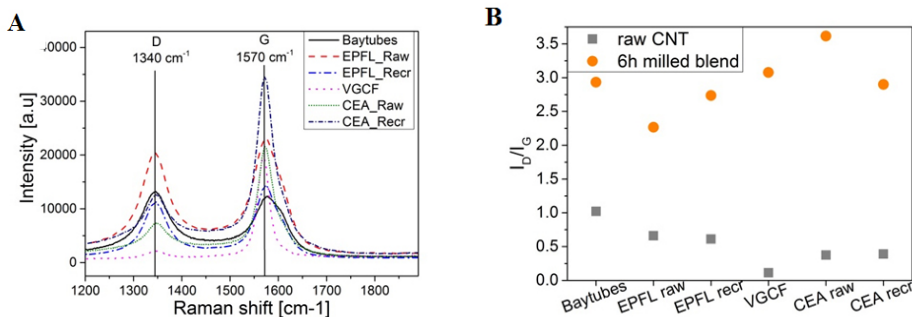 A
D
1340 cm-1
G
1570 cm-1
Baytubes
EPFL_Raw
EPFL_Recr
VGCF
CEA_Raw
CEA_Recr
40000
30000
20000
10000
0
Intensity [a.u]
1200 1300 1400 1500 1600 1700 1800
Raman shift [cm-1]
B
raw CNT
6h milled blend
3.5
3.0
2.5
2.0
1.5
1.0
0.5
0.0
ID/IG
Baytubes EPFL raw EPFL recr VGCF CEA raw CEA recr